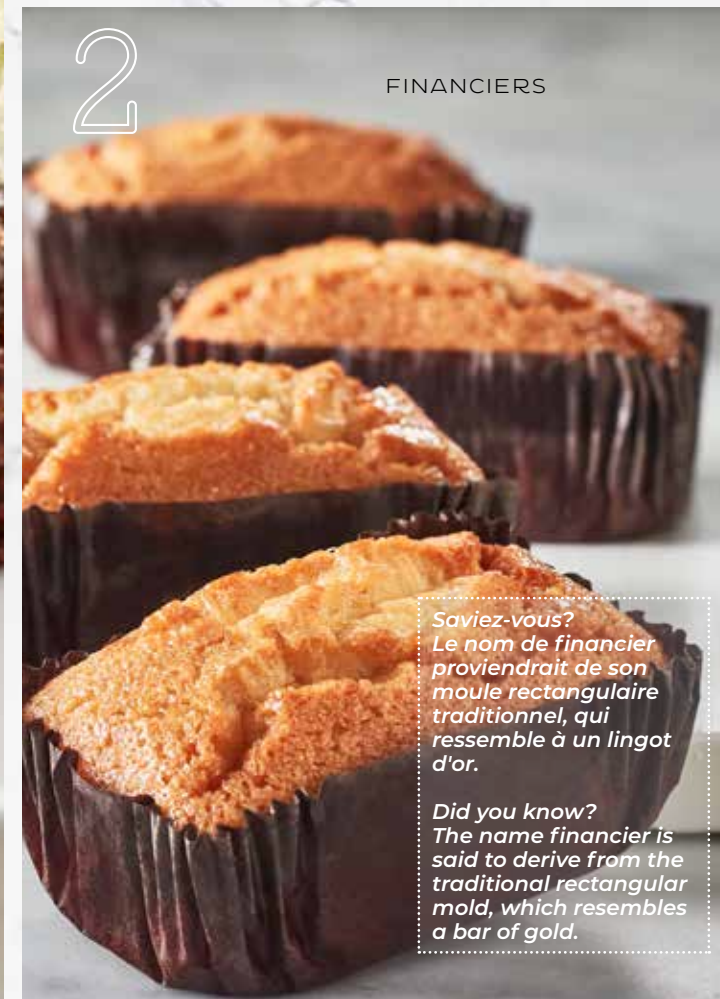 2
FINANCIERS
Saviez-vous?
Le nom de financier
proviendrait de son
moule rectangulaire
traditionnel, qui
ressemble à un lingot
d'or.
Did you know?
The name financier is
said to derive from the
traditional rectangular
mold, which resembles
a bar of gold.